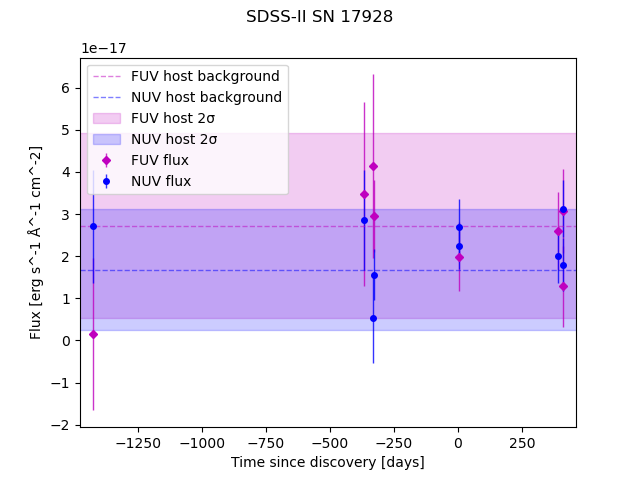 SDSS-II SN 17928
1e−17
FUV host background
NUV host background
FUV host 2σ
NUV host 2σ
FUV flux
NUV flux
6
5
4
3
2
1
0
−1
−2
Flux [erg s^-1 Å^-1 cm^-2]
−1250 −1000 −750 −500 −250 0 250
Time since discovery [days]